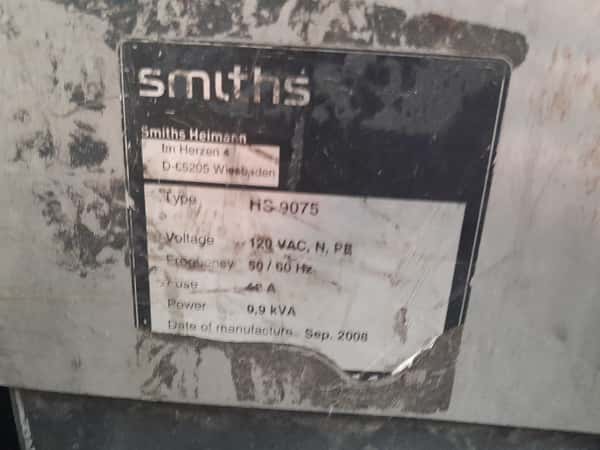 smiths
Smiths Heimann
Im Herzen 4
D-65205 Wiesbaden
Type HS 9075
Voltage 120 VAC, N, PE
Frequency 50 / 60 Hz
Fuse A
Power 0,9 kVA
Date of manufacture Sep. 2008